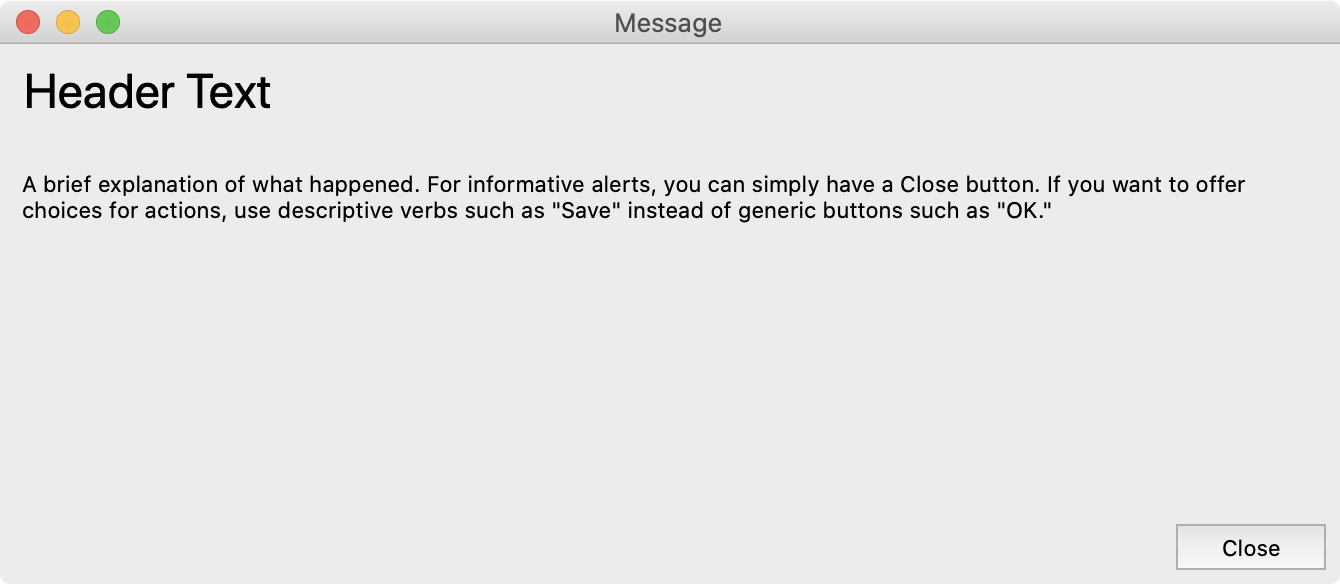 Message
Header Text
A brief explanation of what happened. For informative alerts, you can simply have a Close button. If you want to offer
choices for actions, use descriptive verbs such as "Save" instead of generic buttons such as "OK."
Close